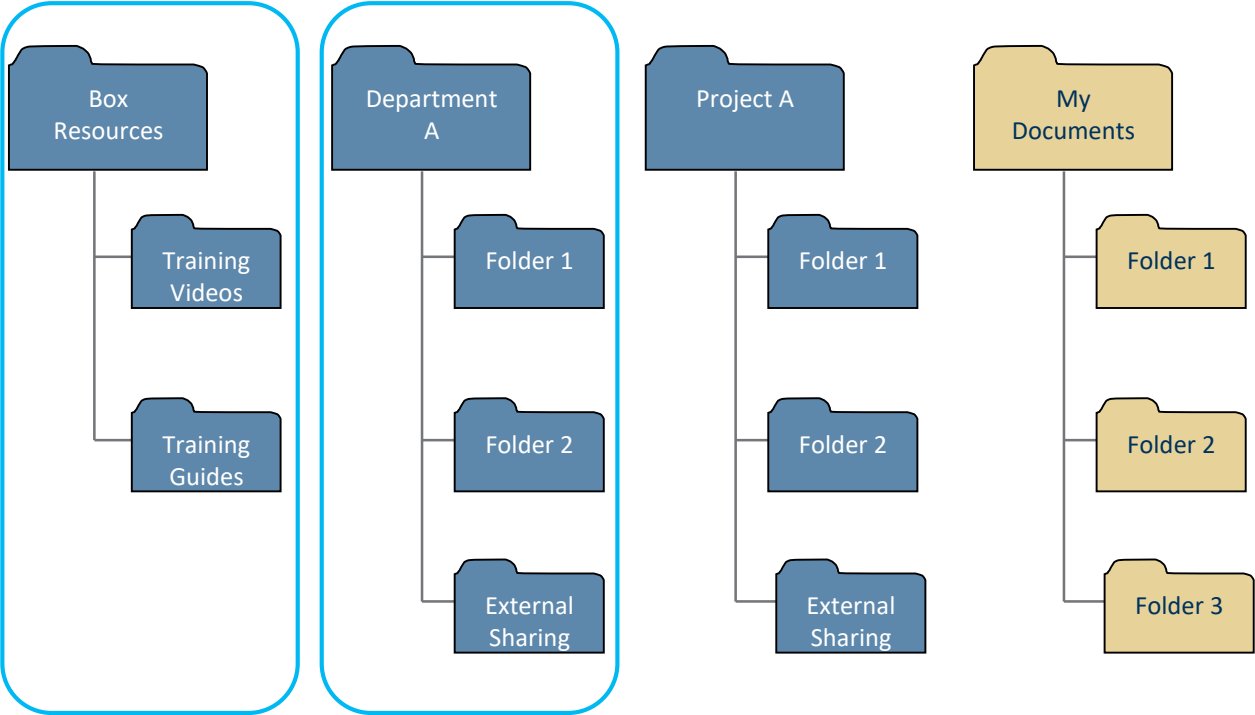 Box
Resources
Training
Videos
Training
Guides
Department
A
Folder 1
Folder 2
External
Sharing
Project A
Folder 1
Folder 2
External
Sharing
My
Documents
Folder 1
Folder 2
Folder 3